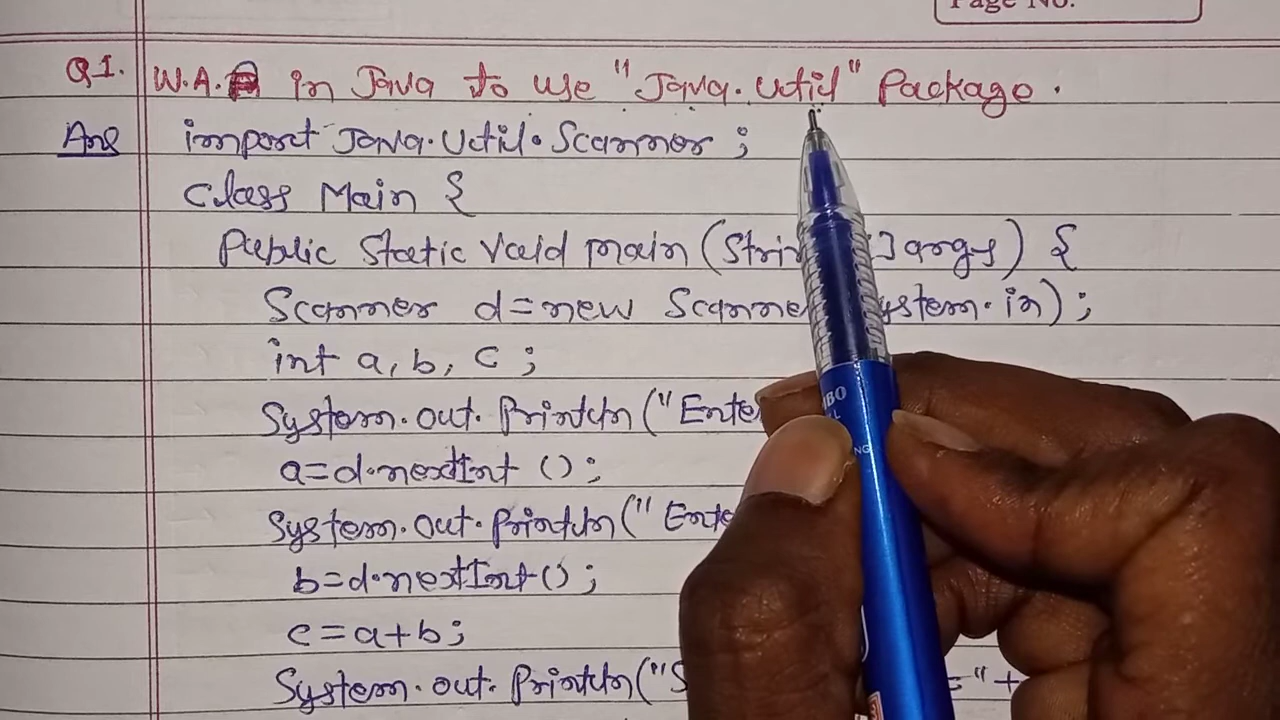 Page No.
Q1. W.A.P in Java to use "Java.util" Package.
Ans import Java.Util.Scanner;
Class Main {
Public Static Void main (Strin ] args) {
Scanner d=new Scanne ystem.in);
int a, b, c;
System.out.Println ("Ente
a=d.nextInt ();
System.out.Println (" Ente
b=d.nextInt();
c=a+b;
System.out.Println ("S =" +